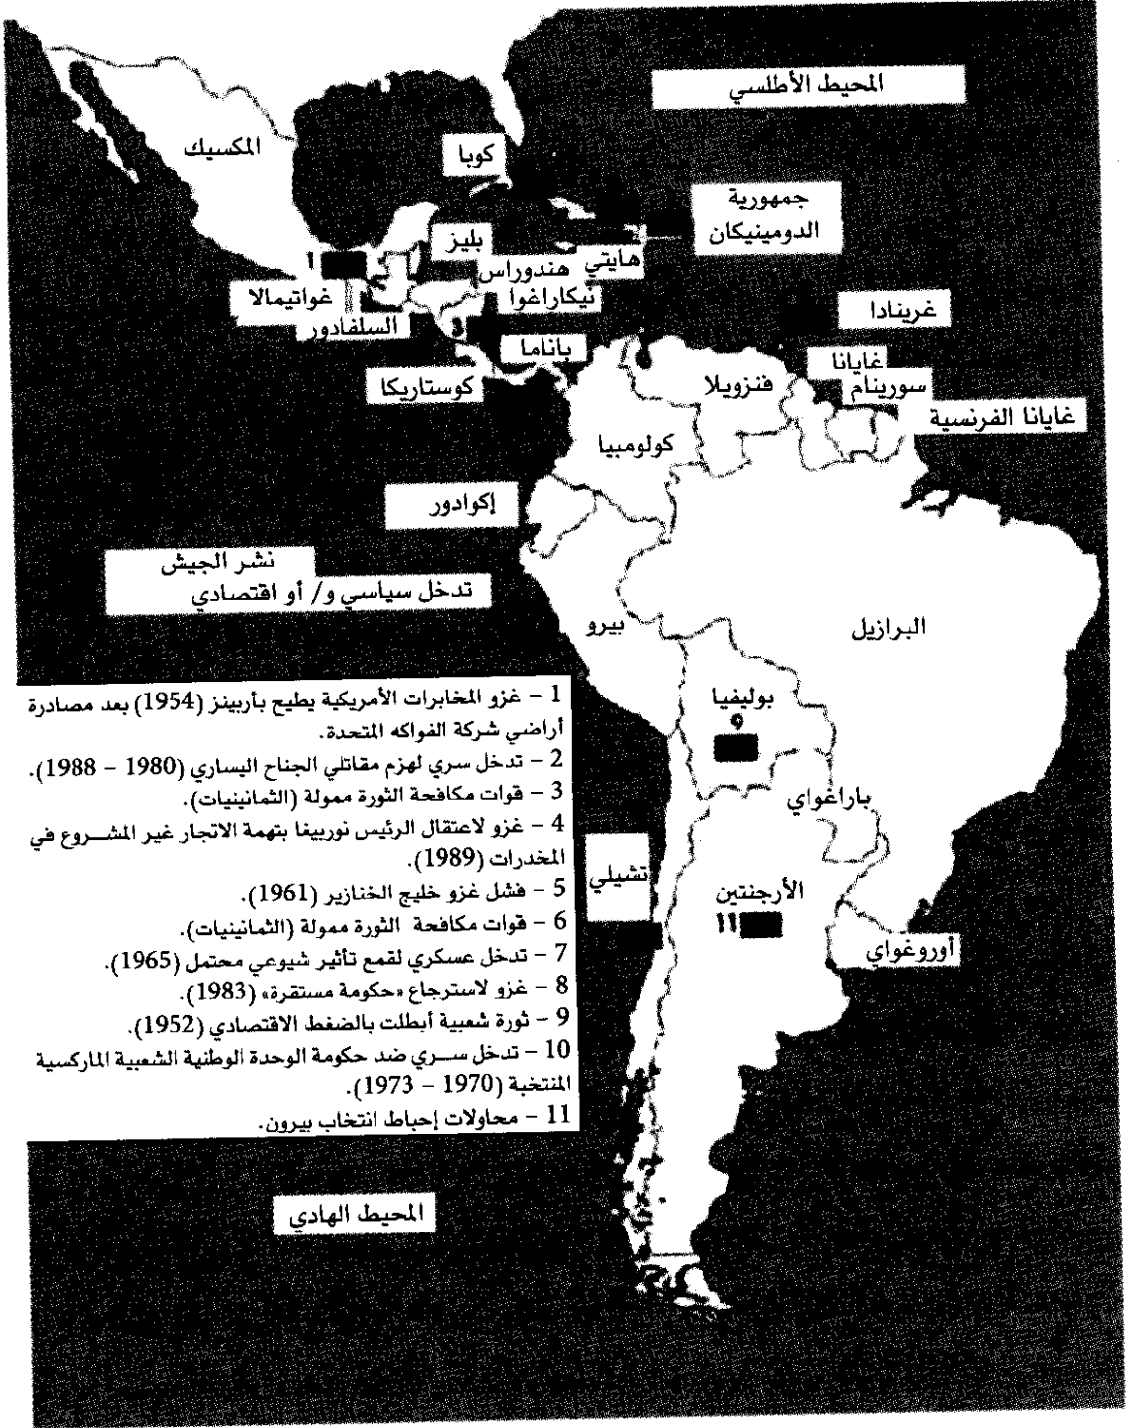 المحيط الأطلسي
المكسيك
كوبا
جمهورية
الدومينيكان
بليز
هايتي
هندوراس
1
نيكاراغوا
غواتيمالا
السلفادور
3
غرينادا
باناما
غايانا
كوستاريكا
فنزويلا
سورينام
غايانا الفرنسية
كولومبيا
إكوادور
نشر الجيش
تدخل سياسي و/ أو اقتصادي
بيرو
البرازيل
بوليفيا
9
باراغواي
تشيلي
الأرجنتين
11
أوروغواي
1 – غزو المخابرات الأمريكية يطيح بأربينز (1954) بعد مصادرة
أراضي شركة الفواكه المتحدة.
2 – تدخل سري لهزم مقاتلي الجناح اليساري (1980 – 1988).
3 – قوات مكافحة الثورة ممولة (الثمانينيات).
4 – غزو لاعتقال الرئيس نورييغا بتهمة الاتجار غير المشروع في
المخدرات (1989).
5 – فشل غزو خليج الخنازير (1961).
6 – قوات مكافحة الثورة ممولة (الثمانينيات).
7 – تدخل عسكري لقمع تأثير شيوعي محتمل (1965).
8 – غزو لاسترجاع «حكومة مستقرة» (1983).
9 – ثورة شعبية أبطلت بالضغط الاقتصادي (1952).
10 – تدخل سري ضد حكومة الوحدة الوطنية الشعبية الماركسية
المنتخبة (1970 – 1973).
11 – محاولات إحباط انتخاب بيرون.
المحيط الهادي